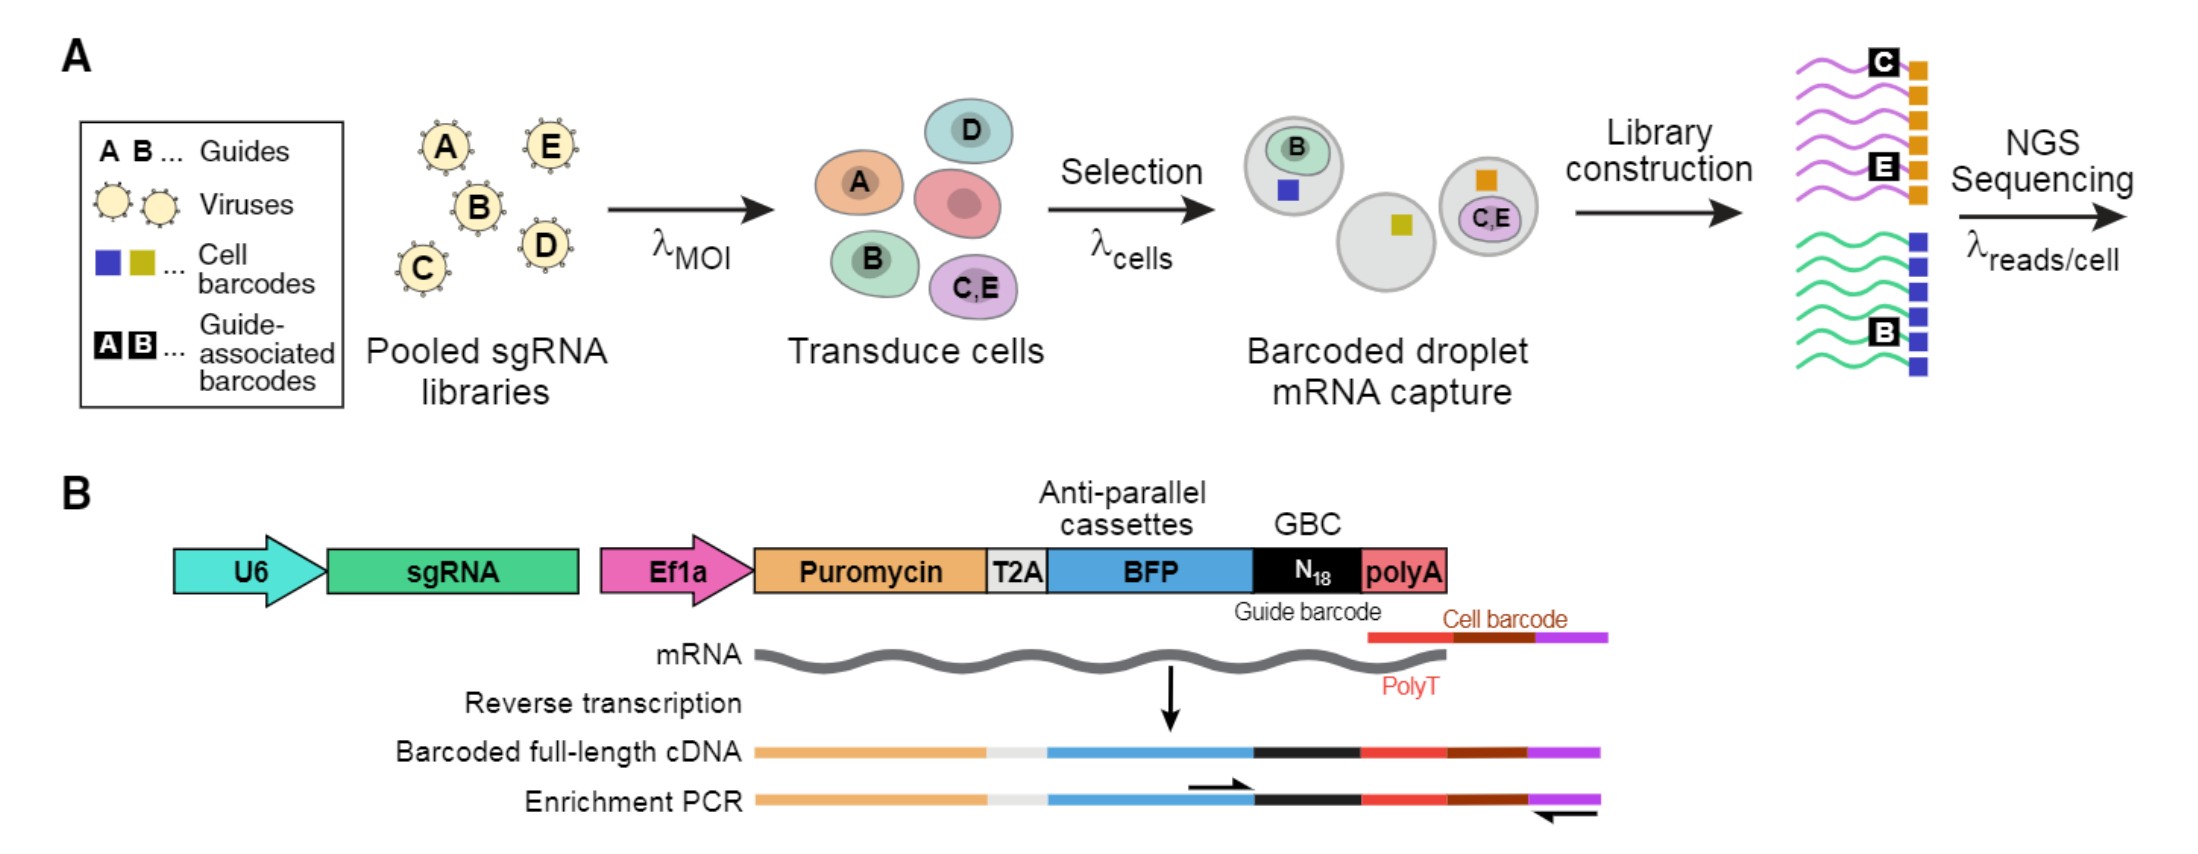 A
A B ... Guides
Viruses
... Cell
barcodes
A B ... Guide-
associated
barcodes
A
E
B
D
C
Pooled sgRNA
libraries
λMOI
D
A
B
C,E
Transduce cells
Selection
λcells
B
C,E
Barcoded droplet
mRNA capture
Library
construction
C
E
B
NGS
Sequencing
λreads/cell
B
Anti-parallel
cassettes
GBC
U6
sgRNA
Ef1a
Puromycin
T2A
BFP
N18
polyA
Guide barcode
Cell barcode
mRNA
PolyT
Reverse transcription
Barcoded full-length cDNA
Enrichment PCR